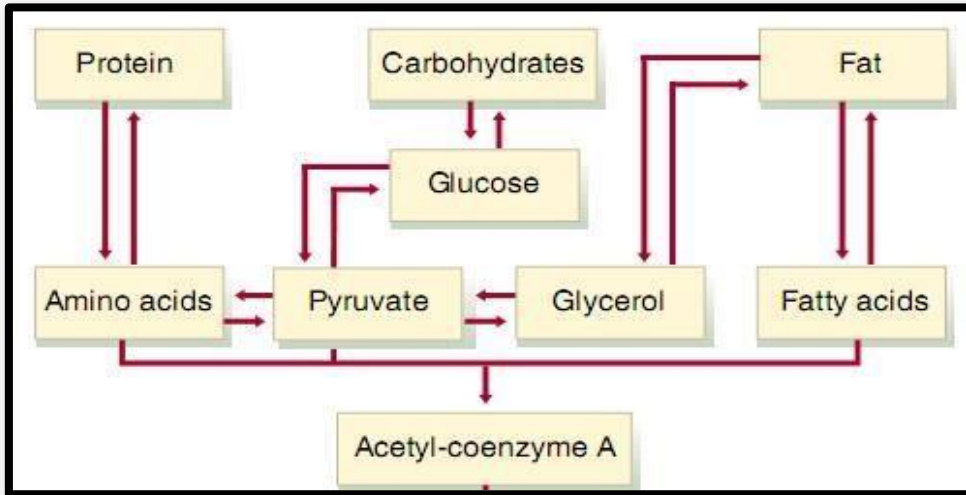 Protein
Carbohydrates
Fat
Glucose
Amino acids
Pyruvate
Glycerol
Fatty acids
Acetyl-coenzyme A